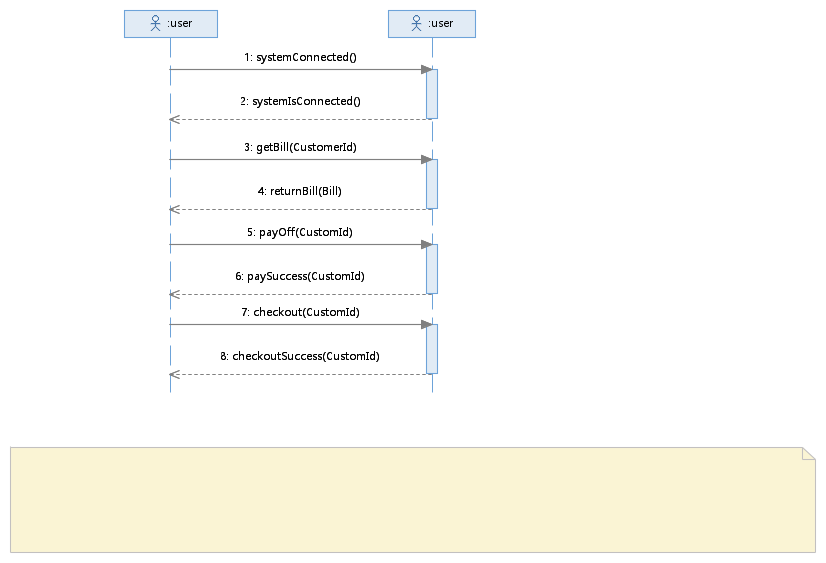 :user
:user
1: systemConnected()
2: systemIsConnected()
3: getBill(CustomerId)
4: returnBill(Bill)
5: payOff(CustomId)
6: paySuccess(CustomId)
7: checkout(CustomId)
8: checkoutSuccess(CustomId)